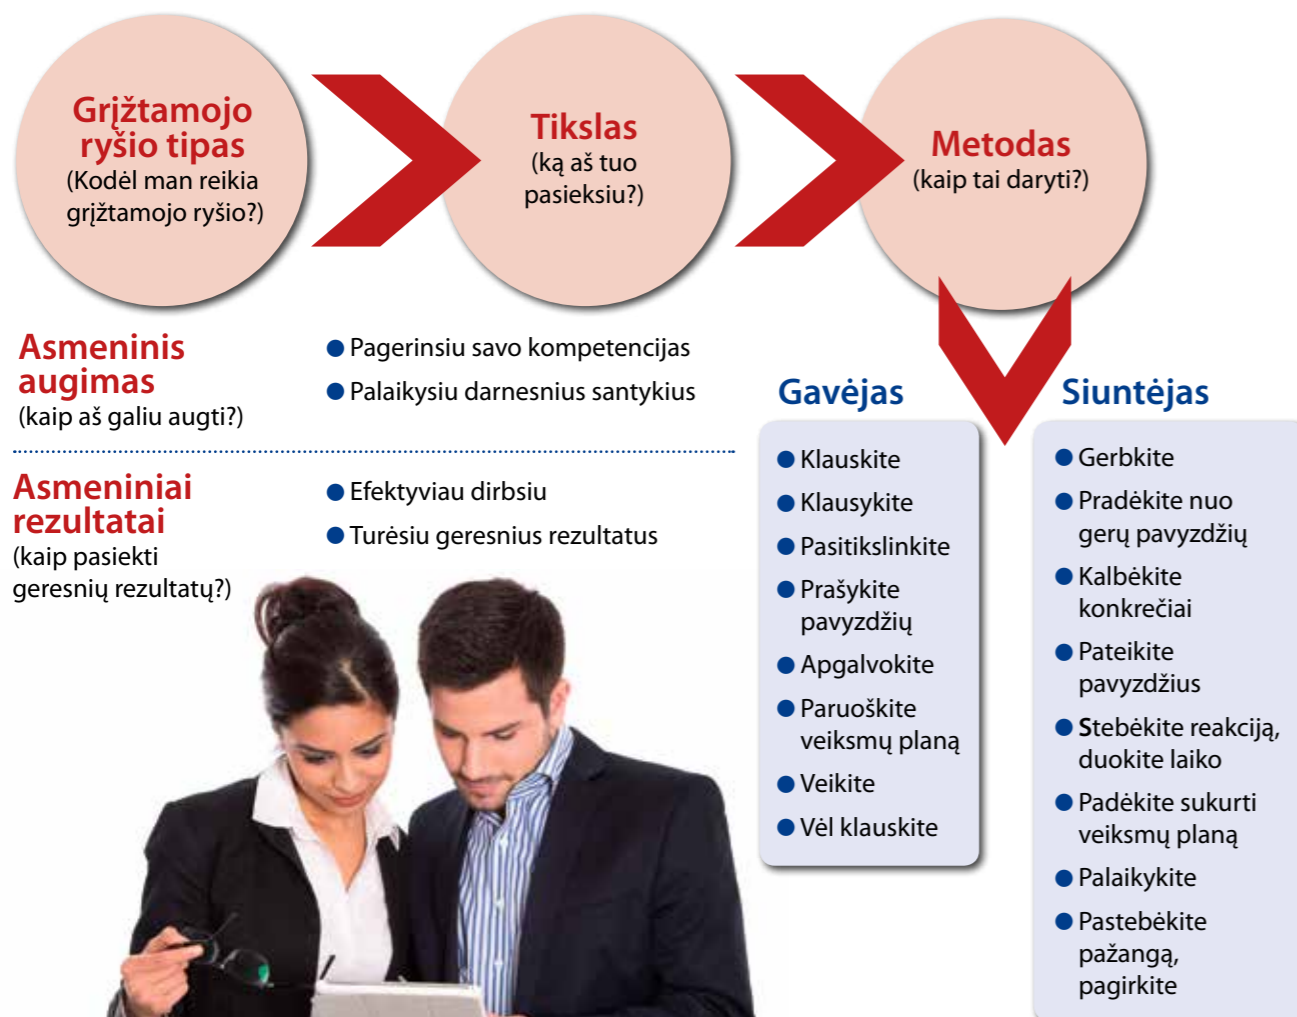 Grįžtamojo
ryšio tipas
(Kodėl man reikia
grįžtamojo ryšio?)
Tikslas
(ką aš tuo
pasieksiu?)
Metodas
(kaip tai daryti?)
Asmeninis
augimas
(kaip aš galiu augti?)
Pagerinsiu savo kompetencijas
Palaikysiu darnesnius santykius
Asmeniniai
rezultatai
(kaip pasiekti
geresnių rezultatų?)
Efektyviau dirbsiu
Turėsiu geresnius rezultatus
Gavėjas
Klauskite
Klausykite
Pasitikslinkite
Prašykite
pavyzdžių
Apgalvokite
Paruoškite
veiksmų planą
Veikite
Vėl klauskite
Siuntėjas
Gerbkite
Pradėkite nuo
gerų pavyzdžių
Kalbėkite
konkrečiai
Pateikite
pavyzdžius
Stebėkite reakciją,
duokite laiko
Padėkite sukurti
veiksmų planą
Palaikykite
Pastebėkite
pažangą,
pagirkite